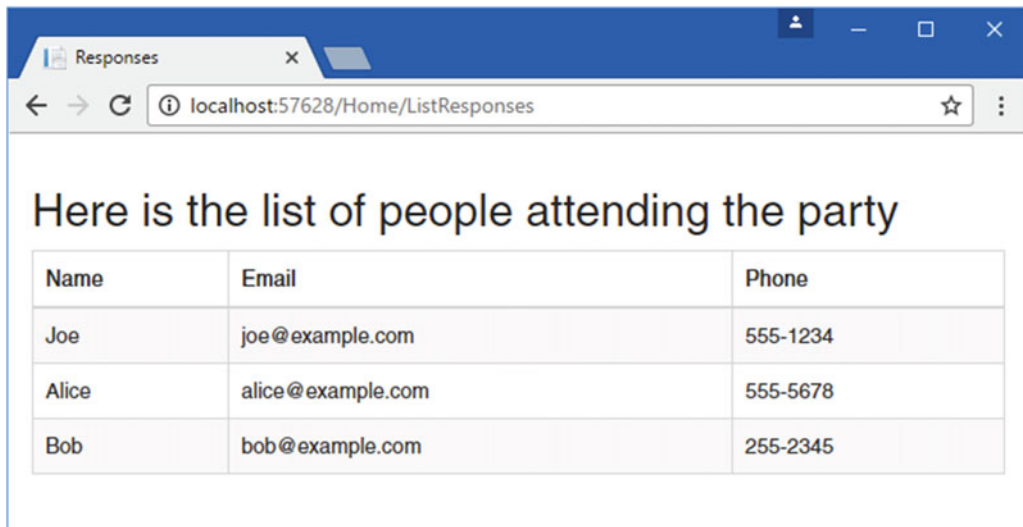 Responses
localhost:57628/Home/ListResponses
Here is the list of people attending the party
Name Email Phone
Joe joe@example.com 555-1234
Alice alice@example.com 555-5678
Bob bob@example.com 255-2345